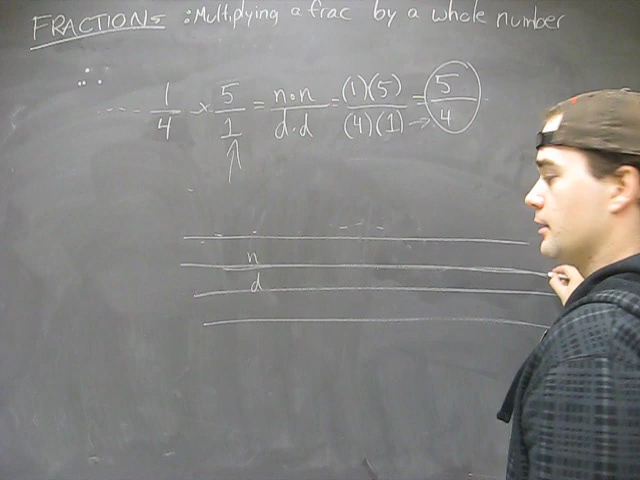 FRACTIONS : Multiplying a frac by a whole number
∴
---- 1/4 × 5/1 = n·n/d·d = (1)(5)/(4)(1) = 5/4
n
d